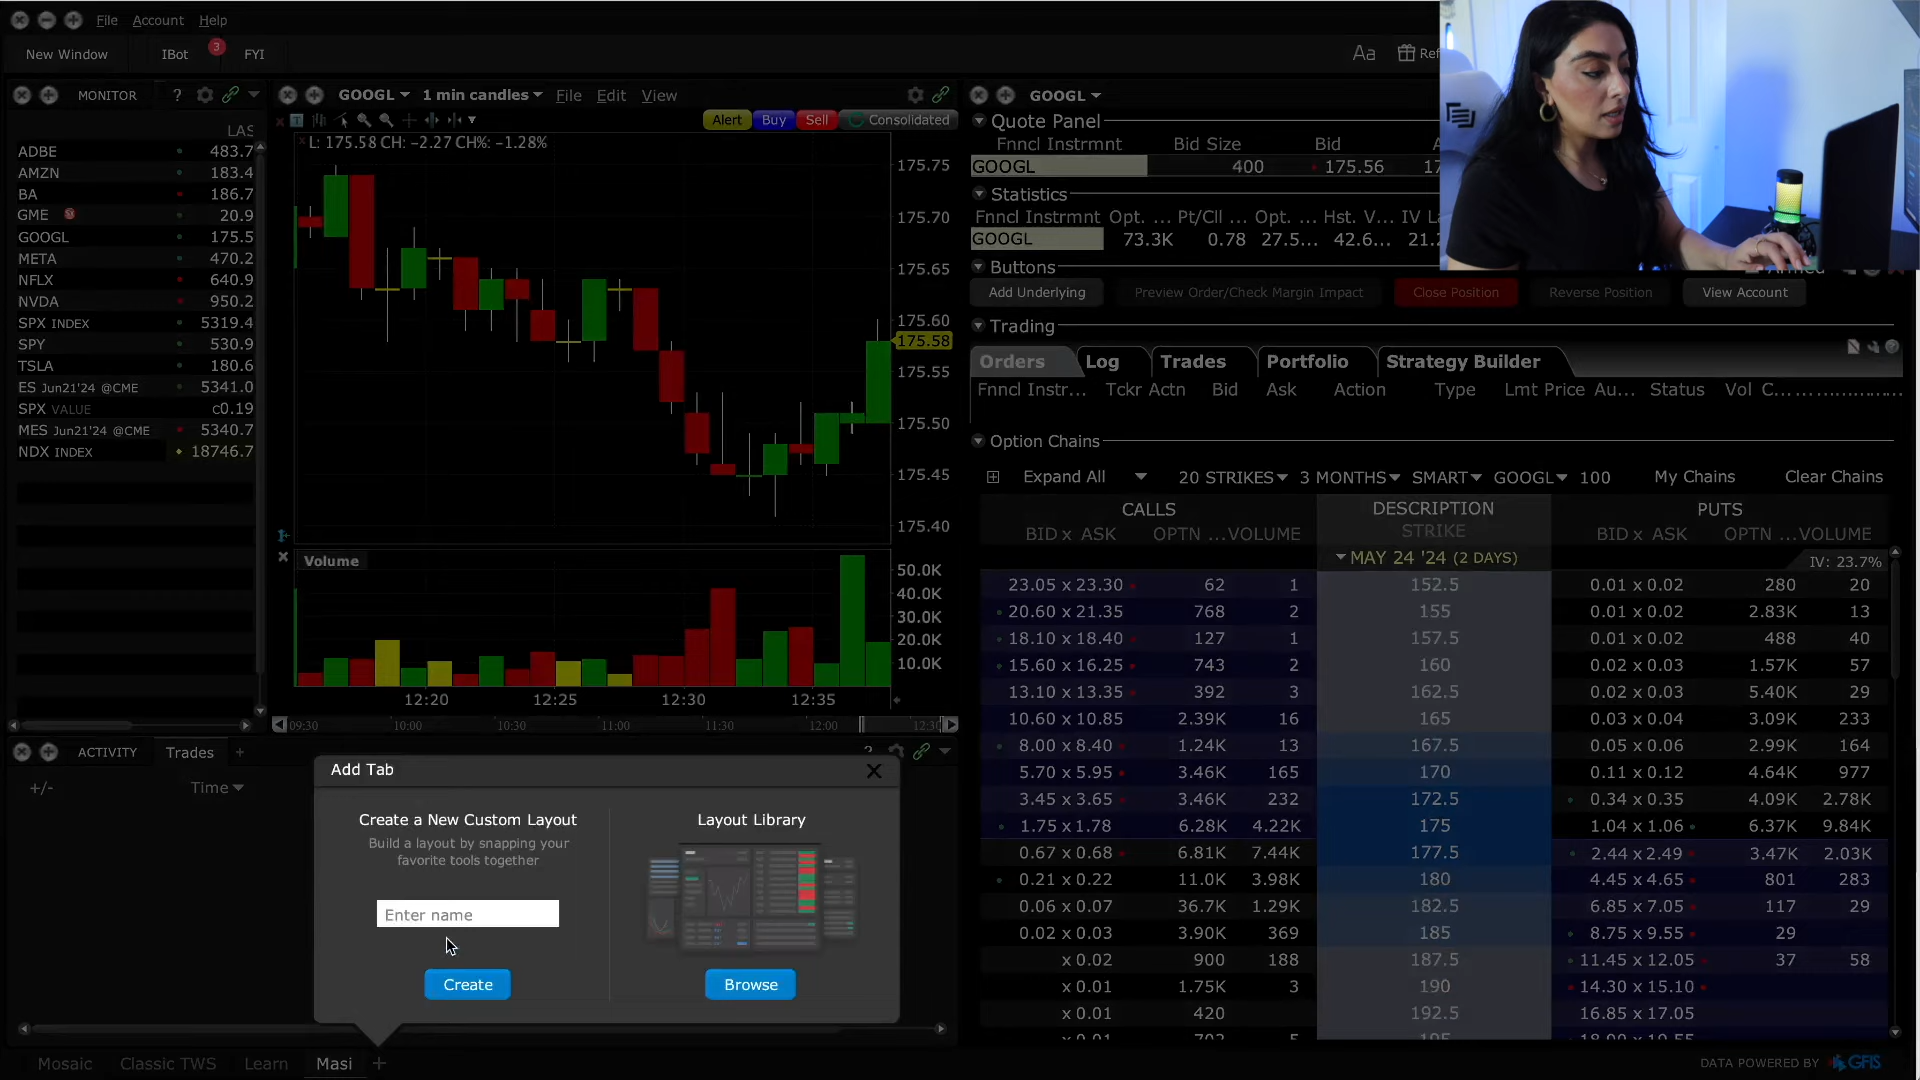 File Account Help
New Window IBot 3 FYI Aa
MONITOR ?
LAS
ADBE 483.7
AMZN 183.4
BA 186.7
GME 20.9
GOOGL 175.5
META 470.2
NFLX 640.9
NVDA 950.2
SPX INDEX 5319.4
SPY 530.9
TSLA 180.6
ES Jun21'24 @CME 5341.0
SPX VALUE c0.19
MES Jun21'24 @CME 5340.7
NDX INDEX 18746.7
GOOGL 1 min candles File Edit View
Alert Buy Sell Consolidated
L: 175.58 CH: −2.27 CH%: −1.28%
175.75
175.70
175.65
175.60
175.58
175.55
175.50
175.45
175.40
Volume
50.0K
40.0K
30.0K
20.0K
10.0K
12:20 12:25 12:30 12:35
09:30 10:00 10:30 11:00 11:30 12:00 12:30
GOOGL
Quote Panel
Fnncl Instrmnt Bid Size Bid
GOOGL 400 175.56
Statistics
Fnncl Instrmnt Opt. ... Pt/Cll ... Opt. ... Hst. V...
GOOGL 73.3K 0.78 27.5... 42.6... 21.2
Buttons
Add Underlying Preview Order/Check Margin Impact Close Position Reverse Position View Account
Trading
Orders Log Trades Portfolio Strategy Builder
Fnncl Instr... Tckr Actn Bid Ask Action Type Lmt Price Au... Status Vol C...
Option Chains
Expand All 20 STRIKES 3 MONTHS SMART GOOGL 100 My Chains Clear Chains
CALLS DESCRIPTION PUTS
BID x ASK OPTN ... VOLUME STRIKE BID x ASK OPTN ... VOLUME
MAY 24 '24 (2 DAYS) IV: 23.7%
23.05 x 23.30 62 1 152.5 0.01 x 0.02 280 20
20.60 x 21.35 768 2 155 0.01 x 0.02 2.83K 13
18.10 x 18.40 127 1 157.5 0.01 x 0.02 488 40
15.60 x 16.25 743 2 160 0.02 x 0.03 1.57K 57
13.10 x 13.35 392 3 162.5 0.02 x 0.03 5.40K 29
10.60 x 10.85 2.39K 16 165 0.03 x 0.04 3.09K 233
8.00 x 8.40 1.24K 13 167.5 0.05 x 0.06 2.99K 164
5.70 x 5.95 3.46K 165 170 0.11 x 0.12 4.64K 977
3.45 x 3.65 3.46K 232 172.5 0.34 x 0.35 4.09K 2.78K
1.75 x 1.78 6.28K 4.22K 175 1.04 x 1.06 6.37K 9.84K
0.67 x 0.68 6.81K 7.44K 177.5 2.44 x 2.49 3.47K 2.03K
0.21 x 0.22 11.0K 3.98K 180 4.45 x 4.65 801 283
0.06 x 0.07 36.7K 1.29K 182.5 6.85 x 7.05 117 29
0.02 x 0.03 3.90K 369 185 8.75 x 9.55 29
x 0.02 900 188 187.5 11.45 x 12.05 37 58
x 0.01 1.75K 3 190 14.30 x 15.10
x 0.01 420 192.5 16.85 x 17.05
ACTIVITY Trades + ?
+/- Time
Add Tab
Create a New Custom Layout
Build a layout by snapping your
favorite tools together
Enter name
Create
Layout Library
Browse
Mosaic Classic TWS Learn Masi +
DATA POWERED BY GFIS